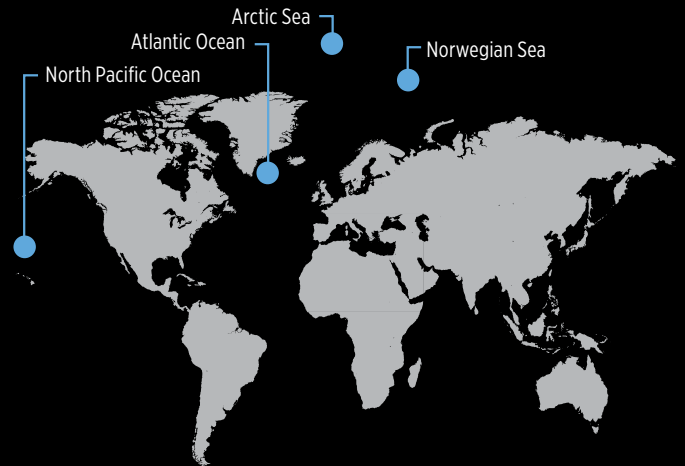 Arctic Sea
Atlantic Ocean
Norwegian Sea
North Pacific Ocean